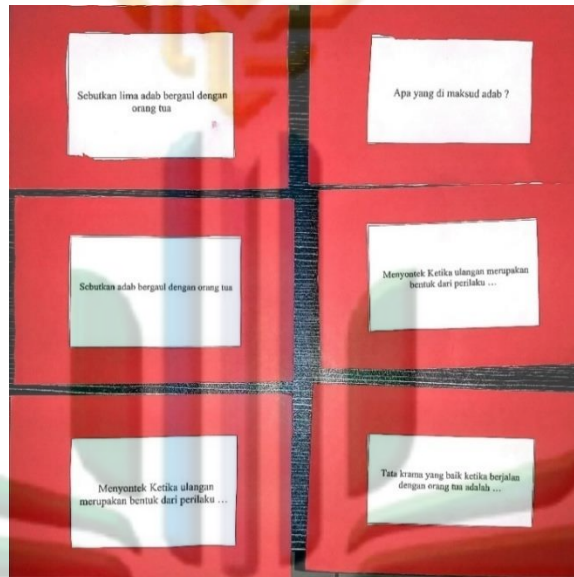 Sebutkan lima adab bergaul dengan
orang tua
Apa yang di maksud adab ?
Sebutkan adab bergaul dengan orang tua
Menyontek Ketika ulangan merupakan
bentuk dari perilaku ...
Menyontek Ketika ulangan
merupakan bentuk dari perilaku ...
Tata krama yang baik ketika berjalan
dengan orang tua adalah ...